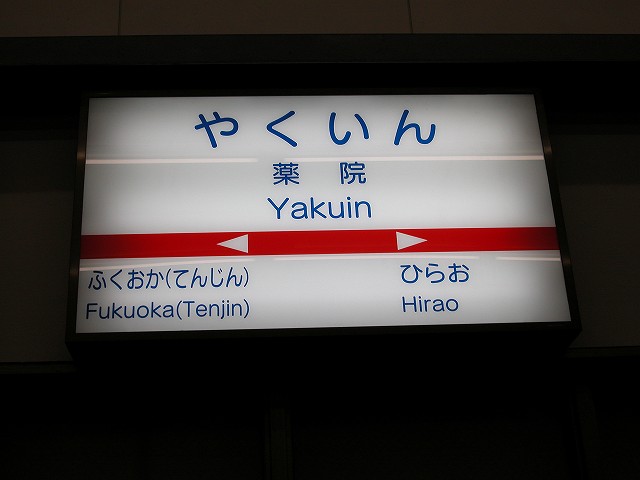 やくいん
薬院
Yakuin
ふくおか(てんじん) ひらお
Fukuoka(Tenjin) Hirao